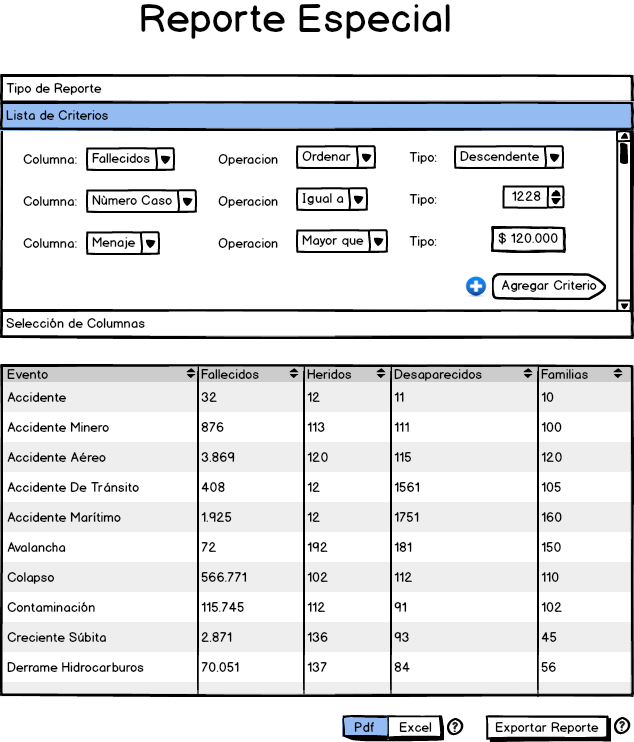 Reporte Especial
Tipo de Reporte
Lista de Criterios
Columna: Fallecidos Operacion Ordenar Tipo: Descendente
Columna: Nùmero Caso Operacion Igual a Tipo: 1228
Columna: Menaje Operacion Mayor que Tipo: $ 120.000
Agregar Criterio
Selección de Columnas
Evento Fallecidos Heridos Desaparecidos Familias
Accidente 32 12 11 10
Accidente Minero 876 113 111 100
Accidente Aéreo 3.869 120 115 120
Accidente De Tránsito 408 12 1561 105
Accidente Marítimo 1.925 12 1751 160
Avalancha 72 192 181 150
Colapso 566.771 102 112 110
Contaminación 115.745 112 91 102
Creciente Súbita 2.871 136 93 45
Derrame Hidrocarburos 70.051 137 84 56
Pdf Excel ? Exportar Reporte ?